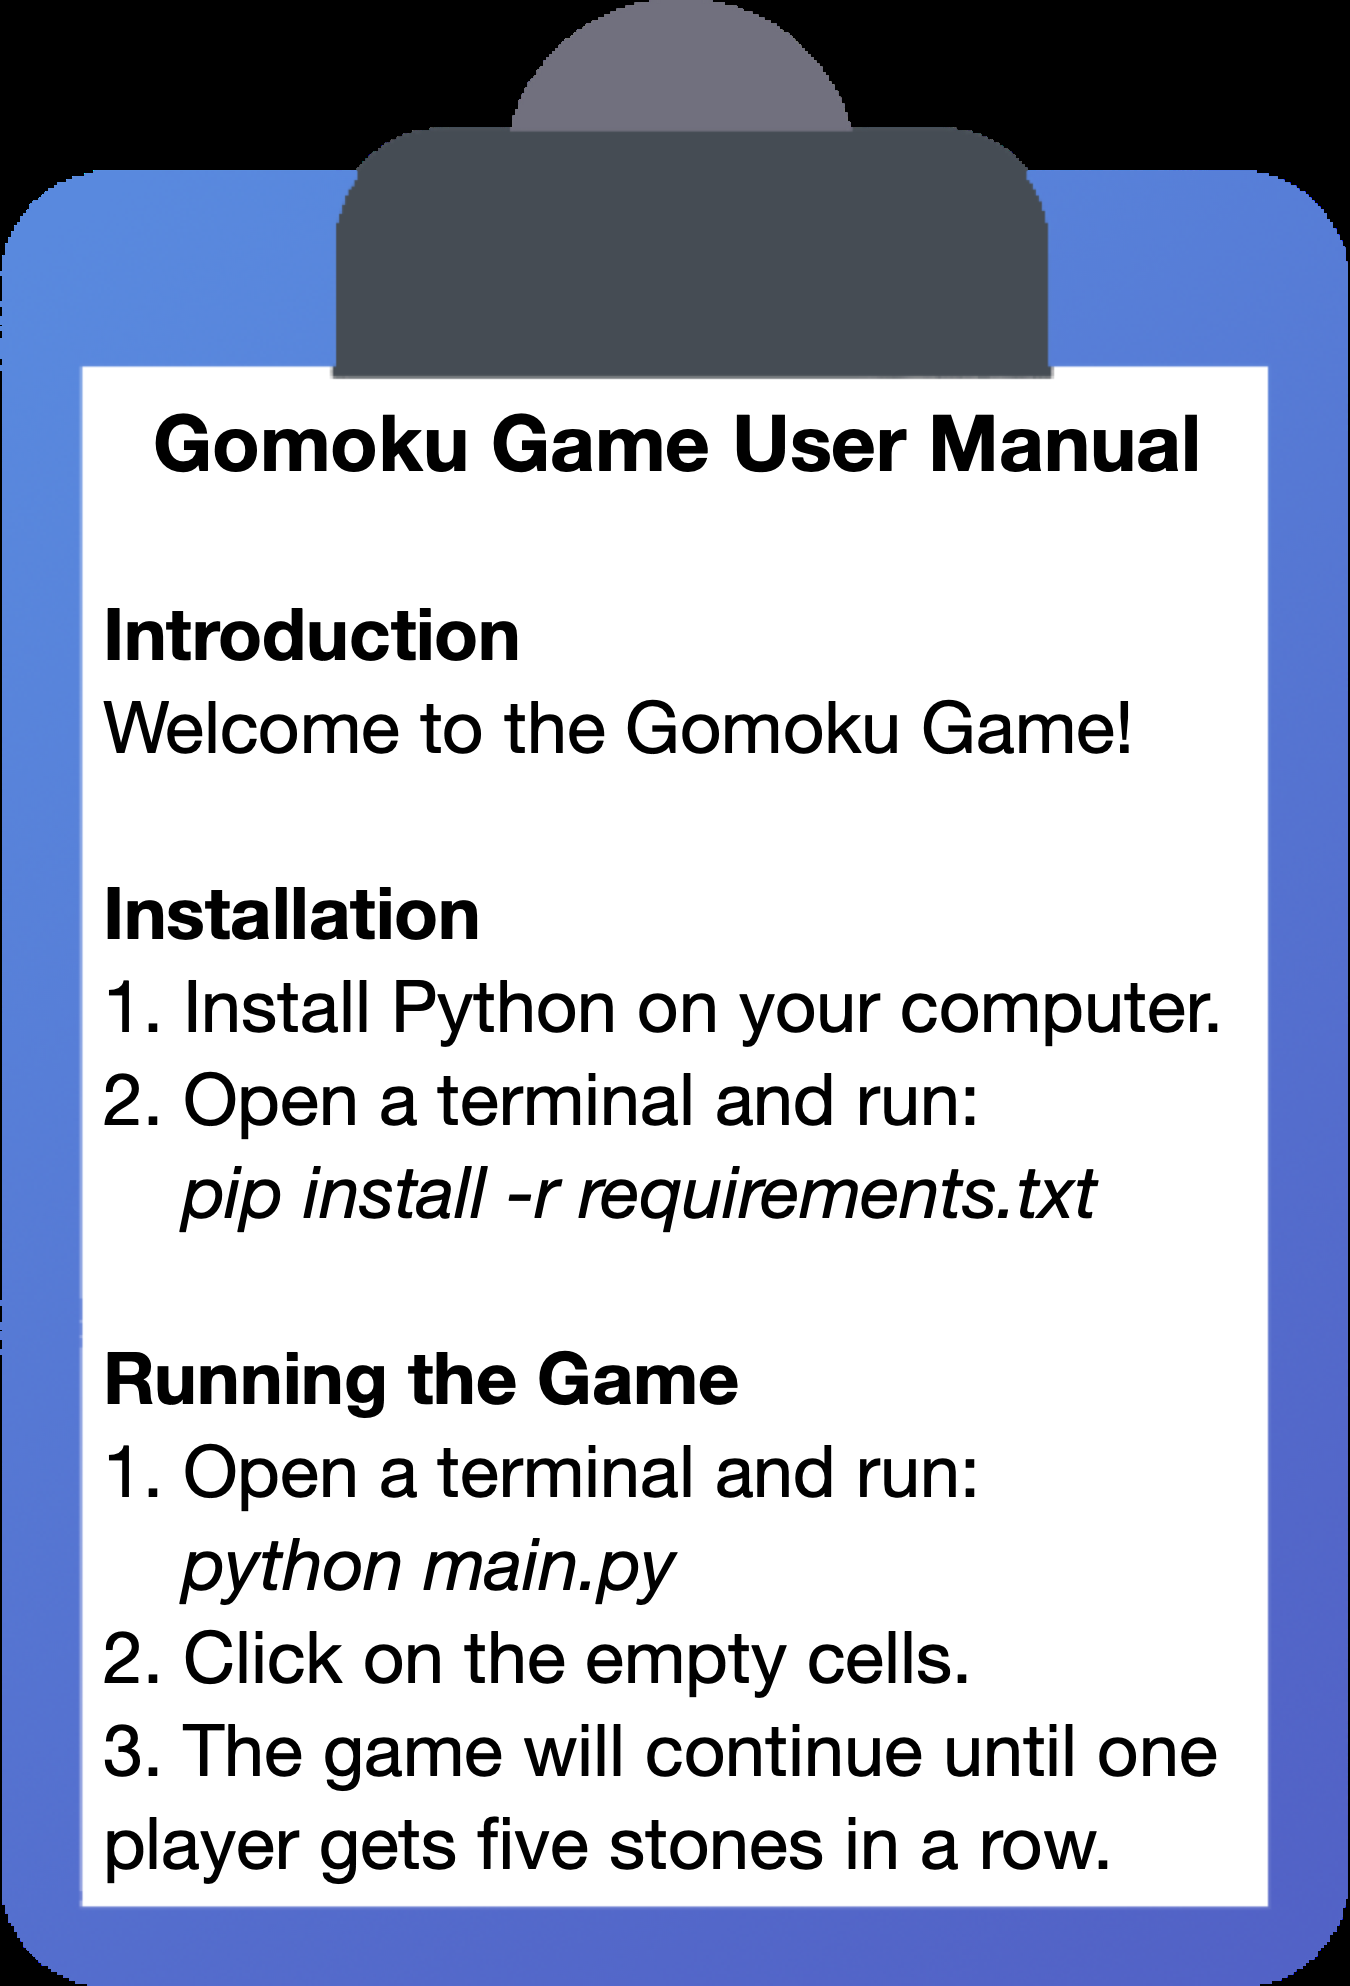 Gomoku Game User Manual
Introduction
Welcome to the Gomoku Game!
Installation
1. Install Python on your computer.
2. Open a terminal and run:
pip install -r requirements.txt
Running the Game
1. Open a terminal and run:
python main.py
2. Click on the empty cells.
3. The game will continue until one
player gets five stones in a row.